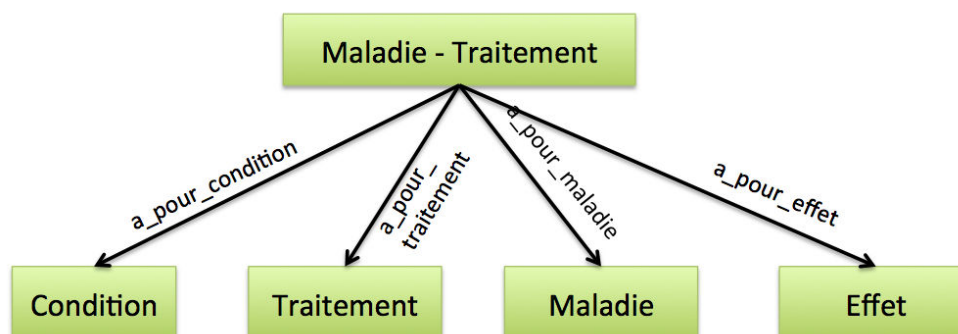 Maladie - Traitement
a_pour_condition
a_pour_
traitement
a_pour_maladie
a_pour_effet
Condition
Traitement
Maladie
Effet